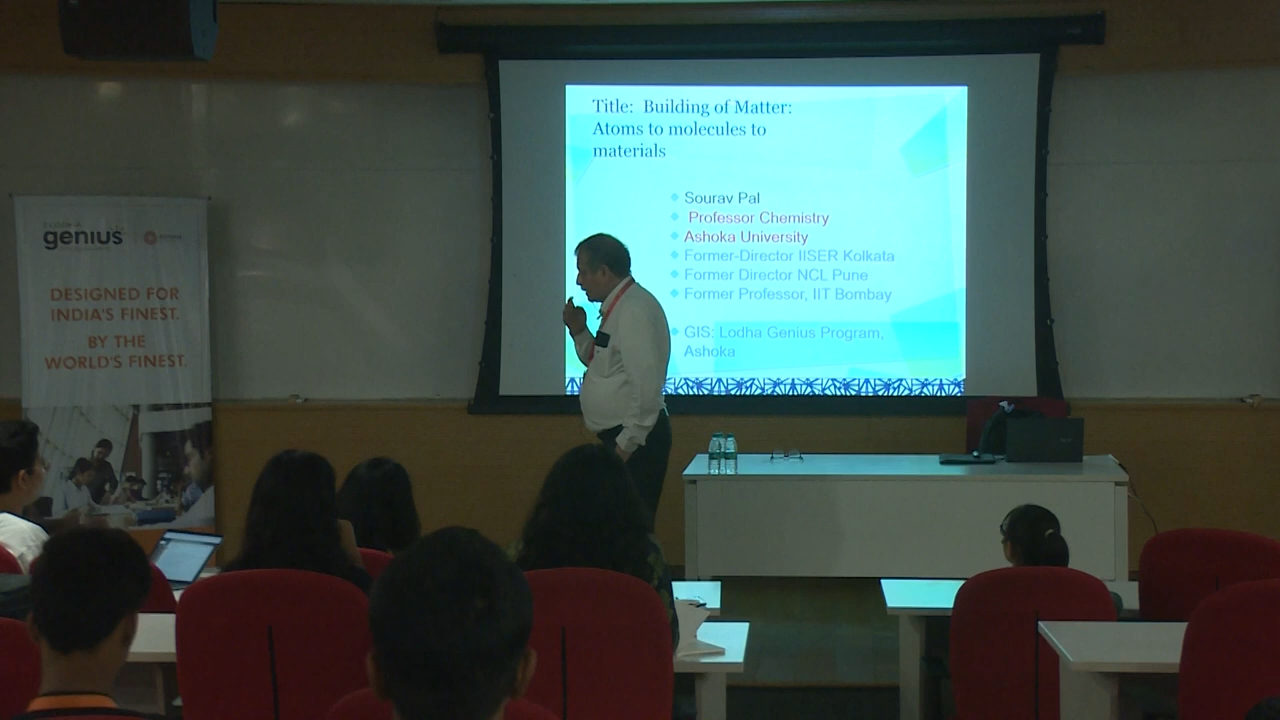 Title: Building of Matter:
Atoms to molecules to
materials
Sourav Pal
Professor Chemistry
Ashoka University
Former-Director IISER Kolkata
Former Director NCL Pune
Former Professor, IIT Bombay
GIS: Lodha Genius Program,
Ashoka
genius
DESIGNED FOR
INDIA'S FINEST.
BY THE
WORLD'S FINEST.